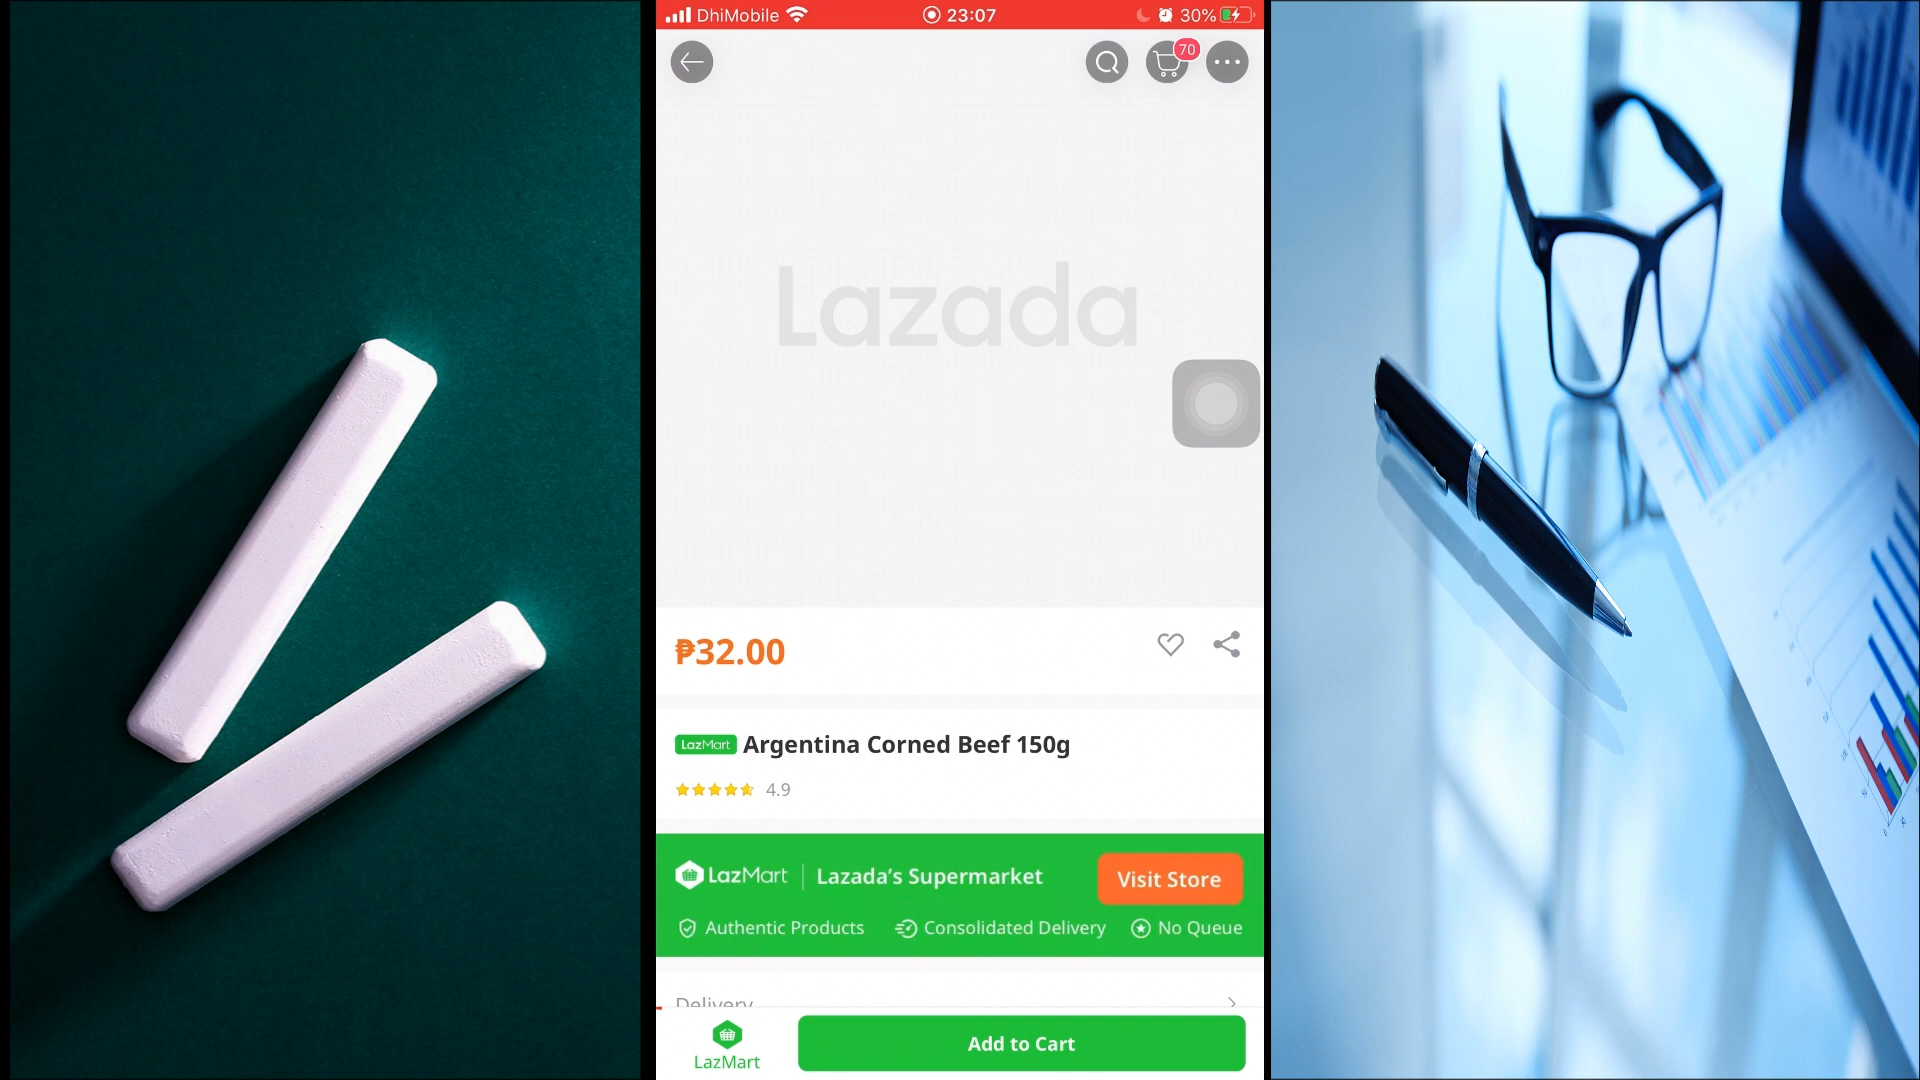 DhiMobile 23:07 30%
70
Lazada
₱32.00
LazMart Argentina Corned Beef 150g
4.9
LazMart Lazada's Supermarket Visit Store
Authentic Products Consolidated Delivery No Queue
Delivery
LazMart Add to Cart